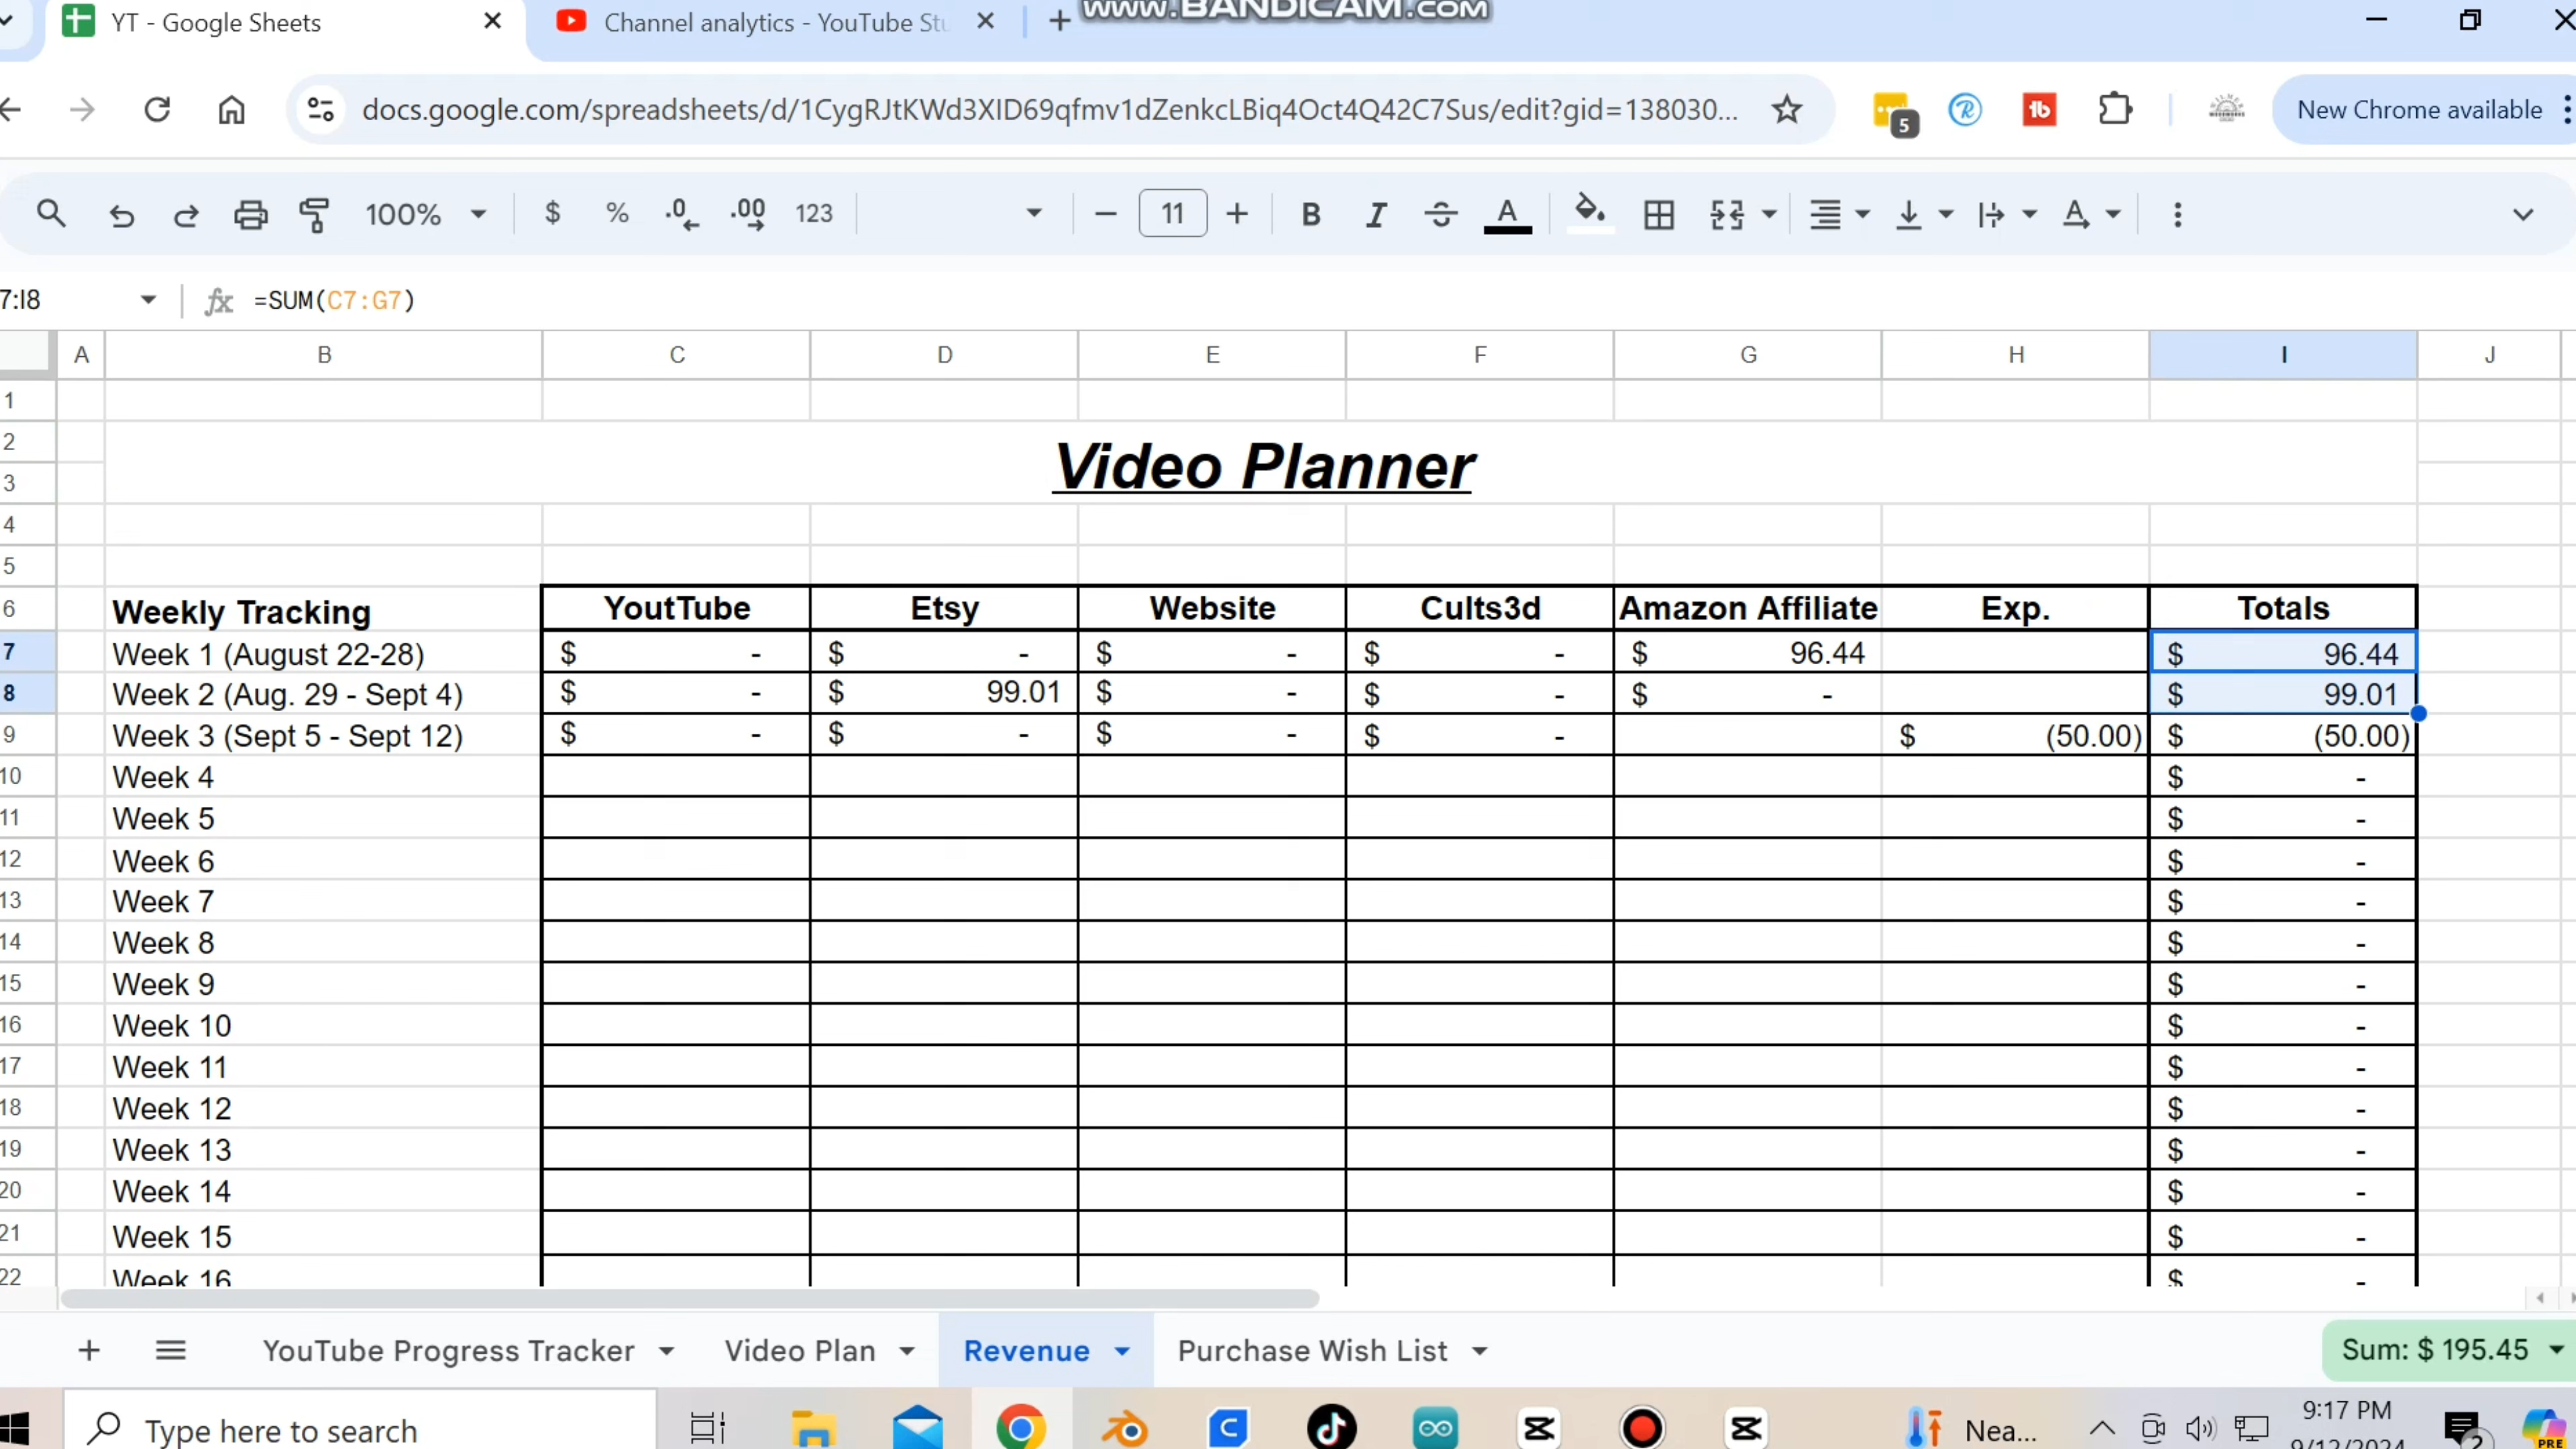 www.BANDICAM.com
YT - Google Sheets
Channel analytics - YouTube Stu
docs.google.com/spreadsheets/d/1CygRJtKWd3XID69qfmv1dZenkcLBiq4Oct4Q42C7Sus/edit?gid=138030...
5
New Chrome available
100% $ % .0 .00 123 11 B I A
7:I8 fx =SUM(C7:G7)
A B C D E F G H I J
1
2
Video Planner
3
4
5
6 Weekly Tracking YoutTube Etsy Website Cults3d Amazon Affiliate Exp. Totals
7 Week 1 (August 22-28) $ - $ - $ - $ - $ 96.44 $ 96.44
8 Week 2 (Aug. 29 - Sept 4) $ - $ 99.01 $ - $ - $ - $ 99.01
9 Week 3 (Sept 5 - Sept 12) $ - $ - $ - $ - $ (50.00) $ (50.00)
10 Week 4 $ -
11 Week 5 $ -
12 Week 6 $ -
13 Week 7 $ -
14 Week 8 $ -
15 Week 9 $ -
16 Week 10 $ -
17 Week 11 $ -
18 Week 12 $ -
19 Week 13 $ -
20 Week 14 $ -
21 Week 15 $ -
22 Week 16 $ -
YouTube Progress Tracker Video Plan Revenue Purchase Wish List Sum: $ 195.45
Type here to search
Nea...
9:17 PM
9/12/2024
2
PRE